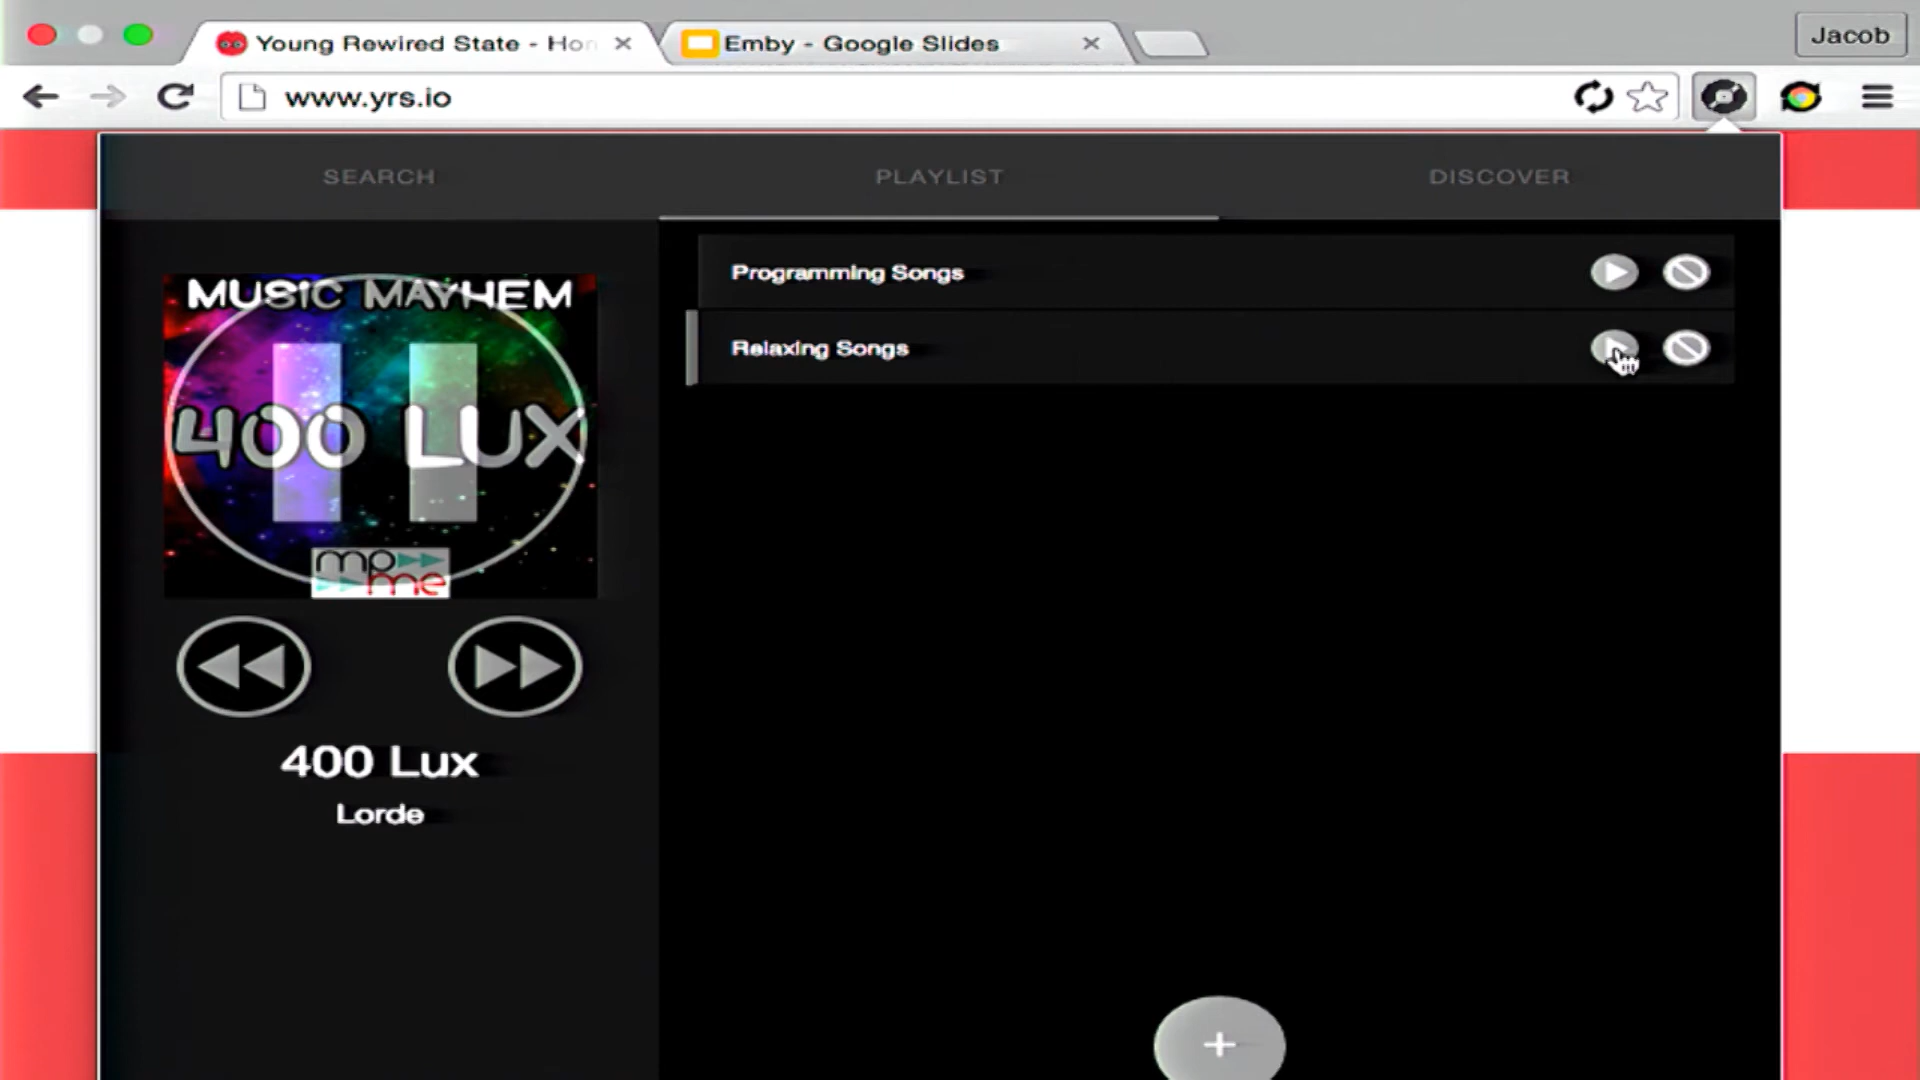 Young Rewired State - Hon
Emby - Google Slides
Jacob
www.yrs.io
SEARCH
PLAYLIST
DISCOVER
MUSIC MAYHEM
400 LUX
mp
me
400 Lux
Lorde
Programming Songs
Relaxing Songs
+